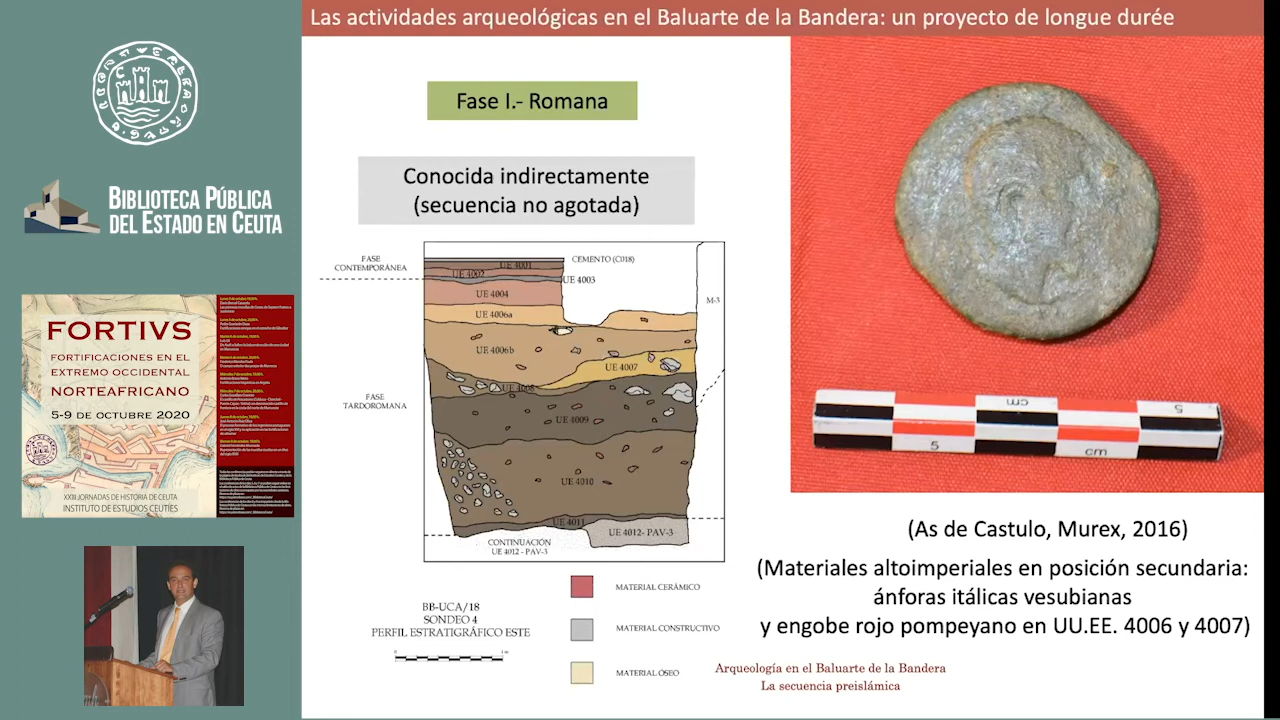 Las actividades arqueológicas en el Baluarte de la Bandera: un proyecto de longue durée
BIBLIOTECA PÚBLICA
DEL ESTADO EN CEUTA
FORTIVS
FORTIFICACIONES EN EL
EXTREMO OCCIDENTAL
NORTEAFRICANO
5-9 DE OCTUBRE 2020
XXIII JORNADAS DE HISTORIA DE CEUTA
INSTITUTO DE ESTUDIOS CEUTÍES
Fase I.- Romana
Conocida indirectamente
(secuencia no agotada)
FASE
CONTEMPORÁNEA
CEMENTO (C018)
UE 4001
UE 4002
UE 4003
UE 4004
M-3
UE 4006a
UE 4006b
UE 4007
UE 4008
FASE
TARDORROMANA
UE 4009
UE 4010
UE 4011
UE 4012- PAV-3
CONTINUACIÓN
UE 4012 - PAV-3
BB-UCA/18
SONDEO 4
PERFIL ESTRATIGRÁFICO ESTE
0 1 m
MATERIAL CERÁMICO
MATERIAL CONSTRUCTIVO
MATERIAL ÓSEO
cm 5
5 cm
(As de Castulo, Murex, 2016)
(Materiales altoimperiales en posición secundaria:
ánforas itálicas vesubianas
y engobe rojo pompeyano en UU.EE. 4006 y 4007)
Arqueología en el Baluarte de la Bandera
La secuencia preislámica